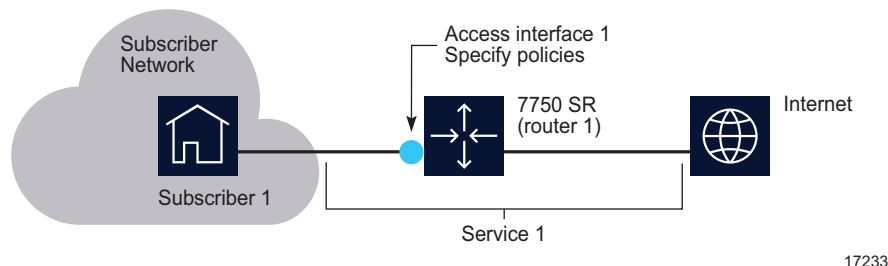 Subscriber
Network
Access interface 1
Specify policies
7750 SR
(router 1)
Internet
Subscriber 1
Service 1
17233